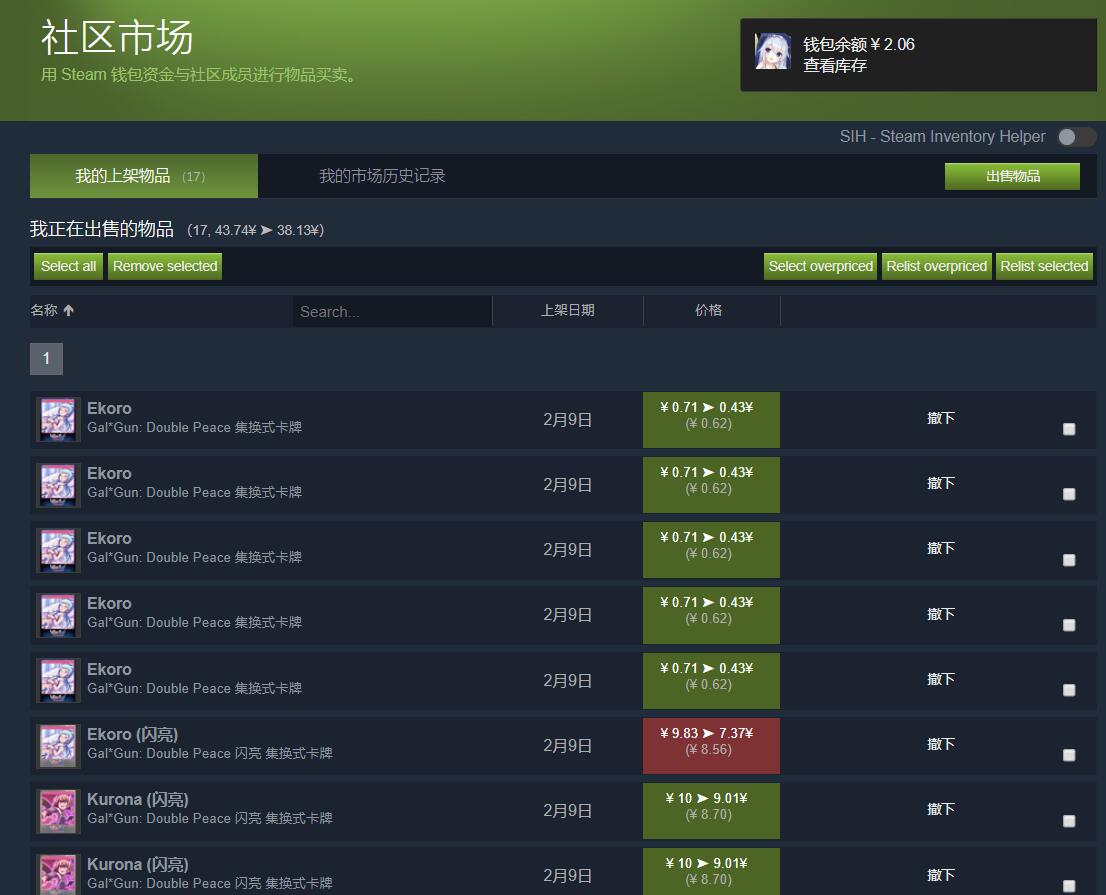 社区市场
用 Steam 钱包资金与社区成员进行物品买卖。
钱包余额 ¥ 2.06
查看库存
SIH - Steam Inventory Helper
我的上架物品 (17)
我的市场历史记录
出售物品
我正在出售的物品 (17, 43.74¥ ➤ 38.13¥)
Select all Remove selected Select overpriced Relist overpriced Relist selected
名称 ↑ Search... 上架日期 价格
1
Ekoro
Gal*Gun: Double Peace 集换式卡牌
2月9日
¥ 0.71 ➤ 0.43¥
(¥ 0.62)
撤下
Ekoro
Gal*Gun: Double Peace 集换式卡牌
2月9日
¥ 0.71 ➤ 0.43¥
(¥ 0.62)
撤下
Ekoro
Gal*Gun: Double Peace 集换式卡牌
2月9日
¥ 0.71 ➤ 0.43¥
(¥ 0.62)
撤下
Ekoro
Gal*Gun: Double Peace 集换式卡牌
2月9日
¥ 0.71 ➤ 0.43¥
(¥ 0.62)
撤下
Ekoro
Gal*Gun: Double Peace 集换式卡牌
2月9日
¥ 0.71 ➤ 0.43¥
(¥ 0.62)
撤下
Ekoro (闪亮)
Gal*Gun: Double Peace 闪亮 集换式卡牌
2月9日
¥ 9.83 ➤ 7.37¥
(¥ 8.56)
撤下
Kurona (闪亮)
Gal*Gun: Double Peace 闪亮 集换式卡牌
2月9日
¥ 10 ➤ 9.01¥
(¥ 8.70)
撤下
Kurona (闪亮)
Gal*Gun: Double Peace 闪亮 集换式卡牌
2月9日
¥ 10 ➤ 9.01¥
(¥ 8.70)
撤下